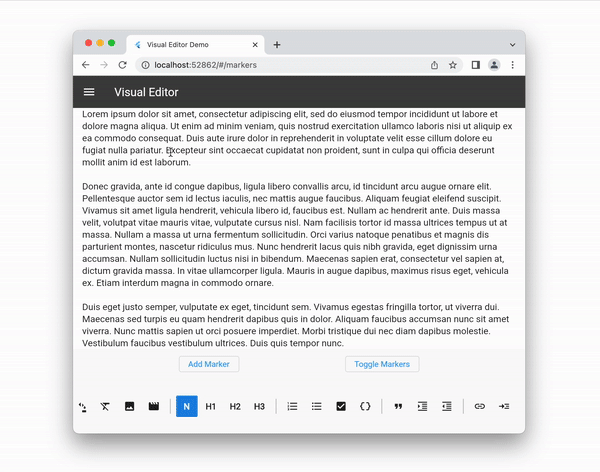 Visual Editor Demo
localhost:52862/#/markers
Visual Editor
Lorem ipsum dolor sit amet, consectetur adipiscing elit, sed do eiusmod tempor incididunt ut labore et
dolore magna aliqua. Ut enim ad minim veniam, quis nostrud exercitation ullamco laboris nisi ut aliquip ex
ea commodo consequat. Duis aute irure dolor in reprehenderit in voluptate velit esse cillum dolore eu
fugiat nulla pariatur. Excepteur sint occaecat cupidatat non proident, sunt in culpa qui officia deserunt
mollit anim id est laborum.
Donec gravida, ante id congue dapibus, ligula libero convallis arcu, id tincidunt arcu augue ornare elit.
Pellentesque auctor sem id lectus iaculis, nec mattis augue faucibus. Aliquam feugiat eleifend suscipit.
Vivamus sit amet ligula hendrerit, vehicula libero id, faucibus est. Nullam ac hendrerit ante. Duis massa
velit, volutpat vitae mauris vitae, vulputate cursus nisl. Nam facilisis tortor id massa ultrices tempus ut at
massa. Nullam a massa ut urna fermentum sollicitudin. Orci varius natoque penatibus et magnis dis
parturient montes, nascetur ridiculus mus. Nunc hendrerit lacus quis nibh gravida, eget dignissim urna
accumsan. Nullam sollicitudin luctus nisi in bibendum. Maecenas sapien erat, consectetur vel sapien at,
dictum gravida massa. In vitae ullamcorper ligula. Mauris in augue dapibus, maximus risus eget, vehicula
ex. Etiam interdum magna in commodo ornare.
Duis eget justo semper, vulputate ex eget, tincidunt sem. Vivamus egestas fringilla tortor, ut viverra dui.
Maecenas sed turpis eu quam hendrerit dapibus quis in dolor. Aliquam faucibus accumsan nunc sit amet
viverra. Nunc mattis sapien ut orci posuere imperdiet. Morbi tristique dui nec diam dapibus molestie.
Vestibulum faucibus vestibulum ultrices. Duis quis tempor nunc.
Add Marker Toggle Markers
N H1 H2 H3